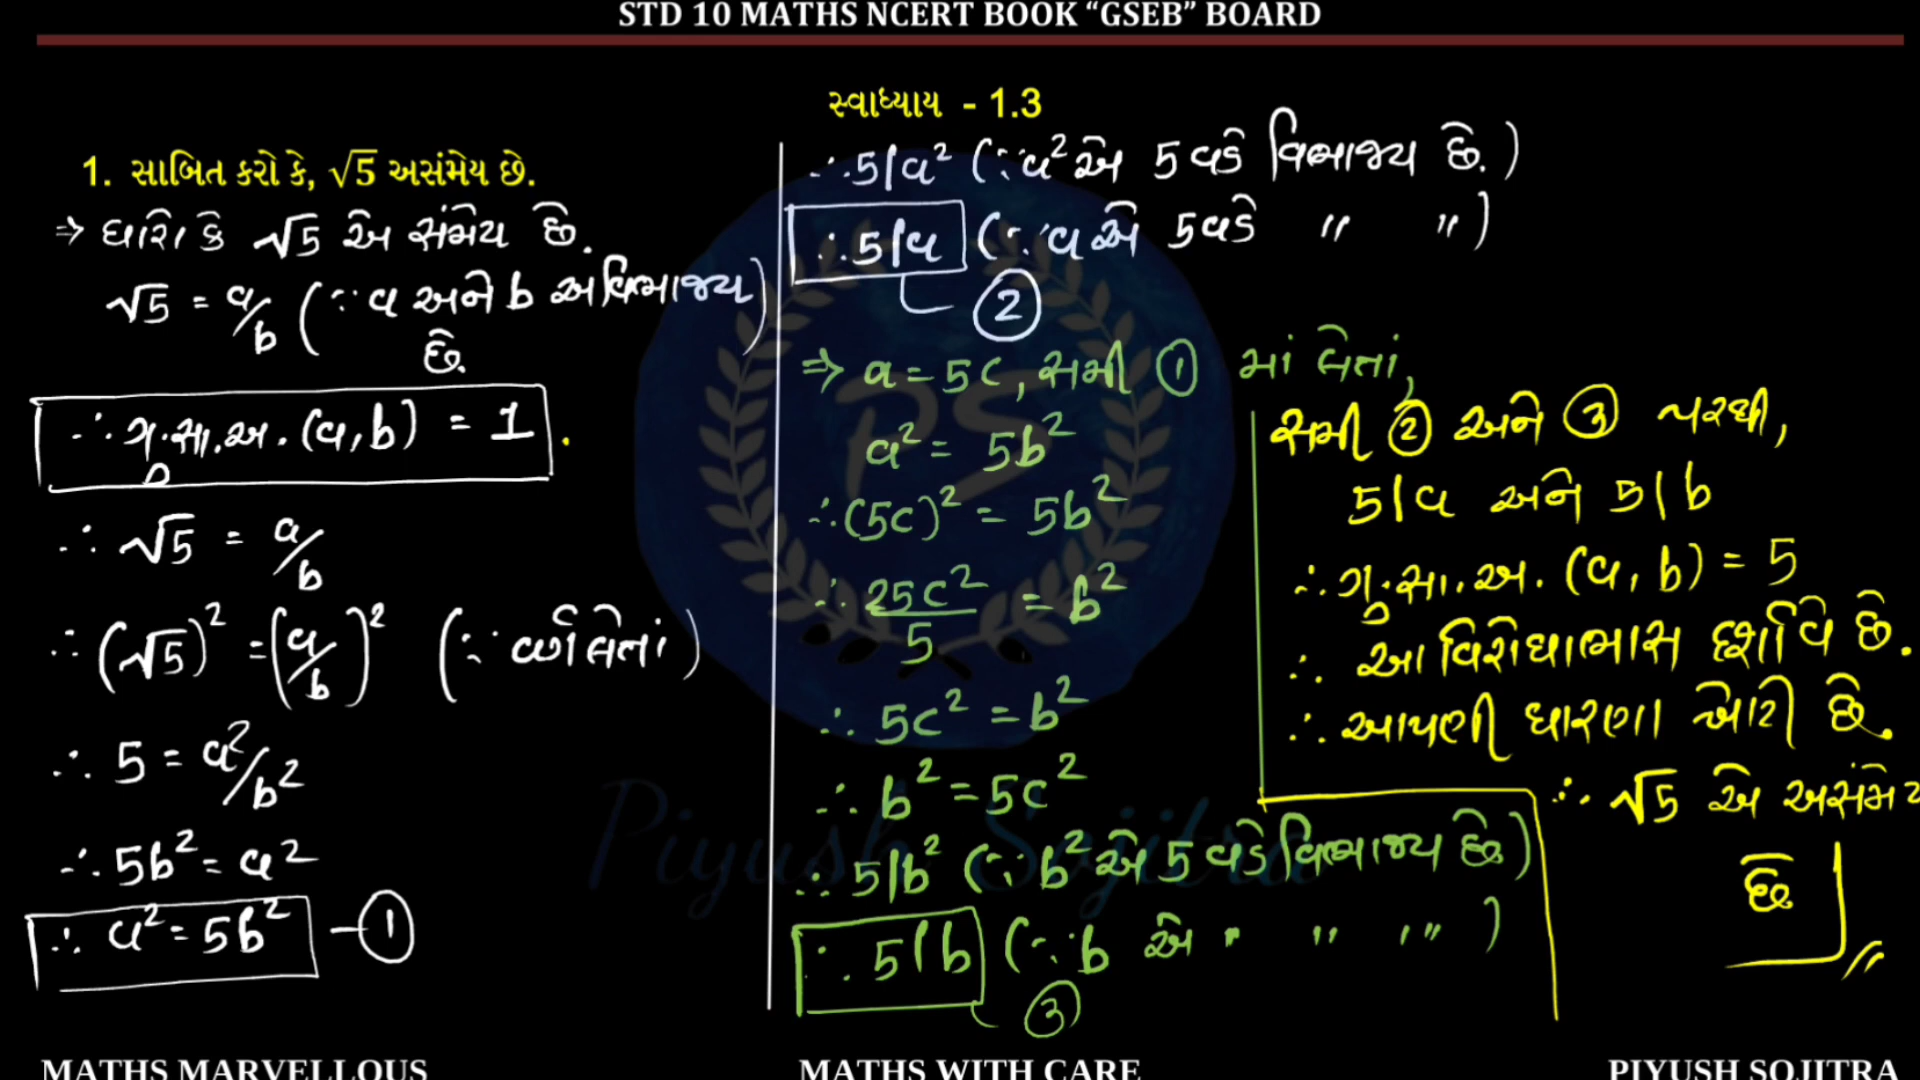 STD 10 MATHS NCERT BOOK “GSEB” BOARD
સ્વાધ્યાય - 1.3
1. સાબિત કરો કે, √5 અસંમેય છે.
⇒ ધારો કે √5 એ સંમેય છે.
√5 = a/b (∵ a અને b અવિભાજ્ય)
છે.
∴ ગુ.સા.અ. (a, b) = 1.
∴ √5 = a/b
∴ (√5)² = (a/b)² (∵ વર્ગ લેતાં)
∴ 5 = a²/b²
∴ 5b² = a²
∴ a² = 5b² —①
∴ 5|a² (∵ a² એ 5 વડે વિભાજ્ય છે.)
∴ 5|a (∵ a એ 5 વડે " ")
②
⇒ a = 5c, સમી ① માં લેતાં,
a² = 5b²
∴ (5c)² = 5b²
∴ 25c²/5 = b²
∴ 5c² = b²
∴ b² = 5c²
∴ 5|b² (∵ b² એ 5 વડે વિભાજ્ય છે)
∴ 5|b (∵ b એ " " ")
③
સમી ② અને ③ પરથી,
5|a અને 5|b
∴ ગુ.સા.અ. (a, b) = 5
∴ આ વિરોધાભાસ દર્શાવે છે.
∴ આપણી ધારણા ખોટી છે.
∴ √5 એ અસંમેય
છે
Piyush Sojitra
PS
MATHS MARVELLOUS
MATHS WITH CARE
PIYUSH SOJITRA